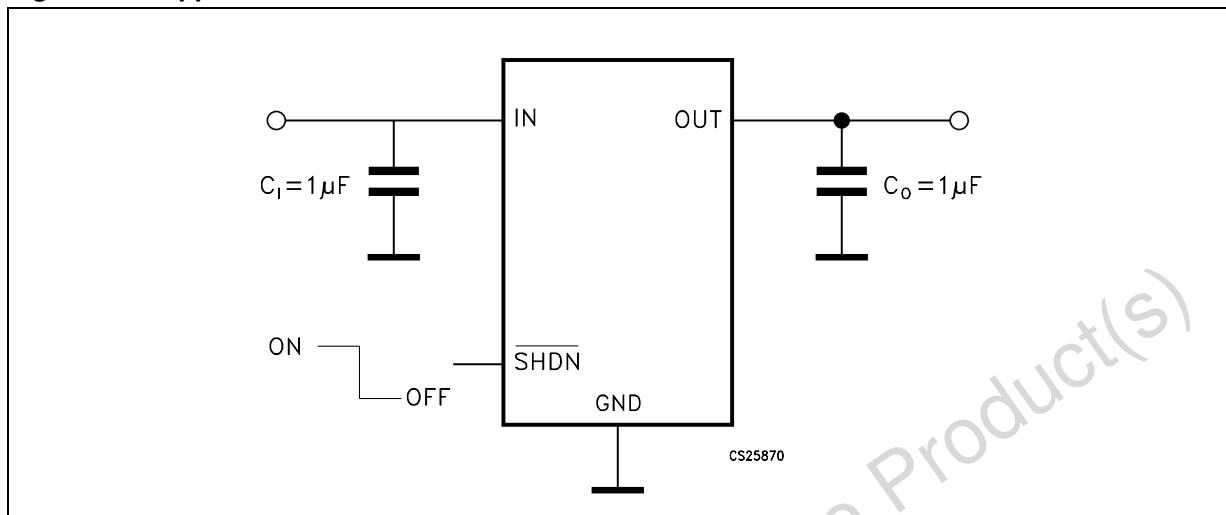 IN
OUT
C_I=1µF
C_o=1µF
ON
OFF
SHDN
GND
CS25870
Product(s)